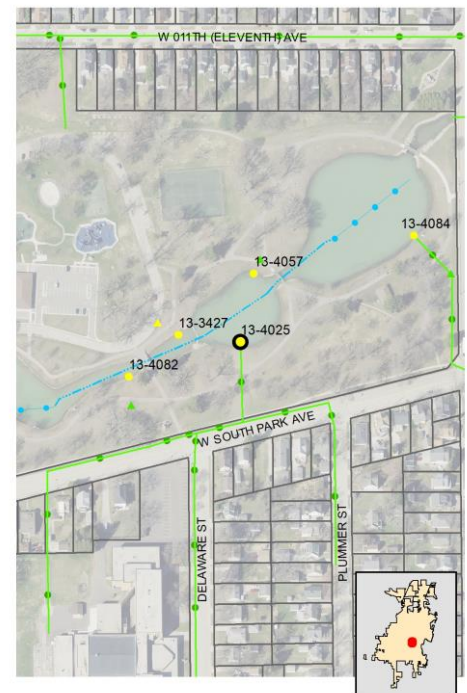 W 011TH (ELEVENTH) AVE
13-4084
13-4057
13-3427
13-4025
13-4082
W SOUTH PARK AVE
DELAWARE ST
PLUMMER ST